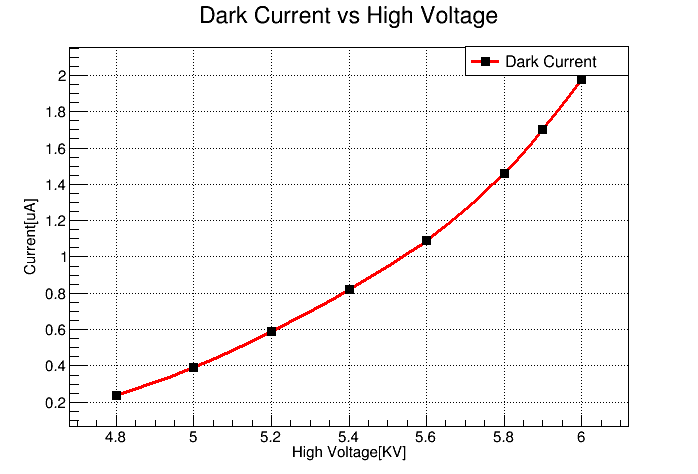 Dark Current vs High Voltage
Dark Current
2
1.8
1.6
1.4
1.2
1
0.8
0.6
0.4
0.2
Current[uA]
4.8 5 5.2 5.4 5.6 5.8 6
High Voltage[KV]